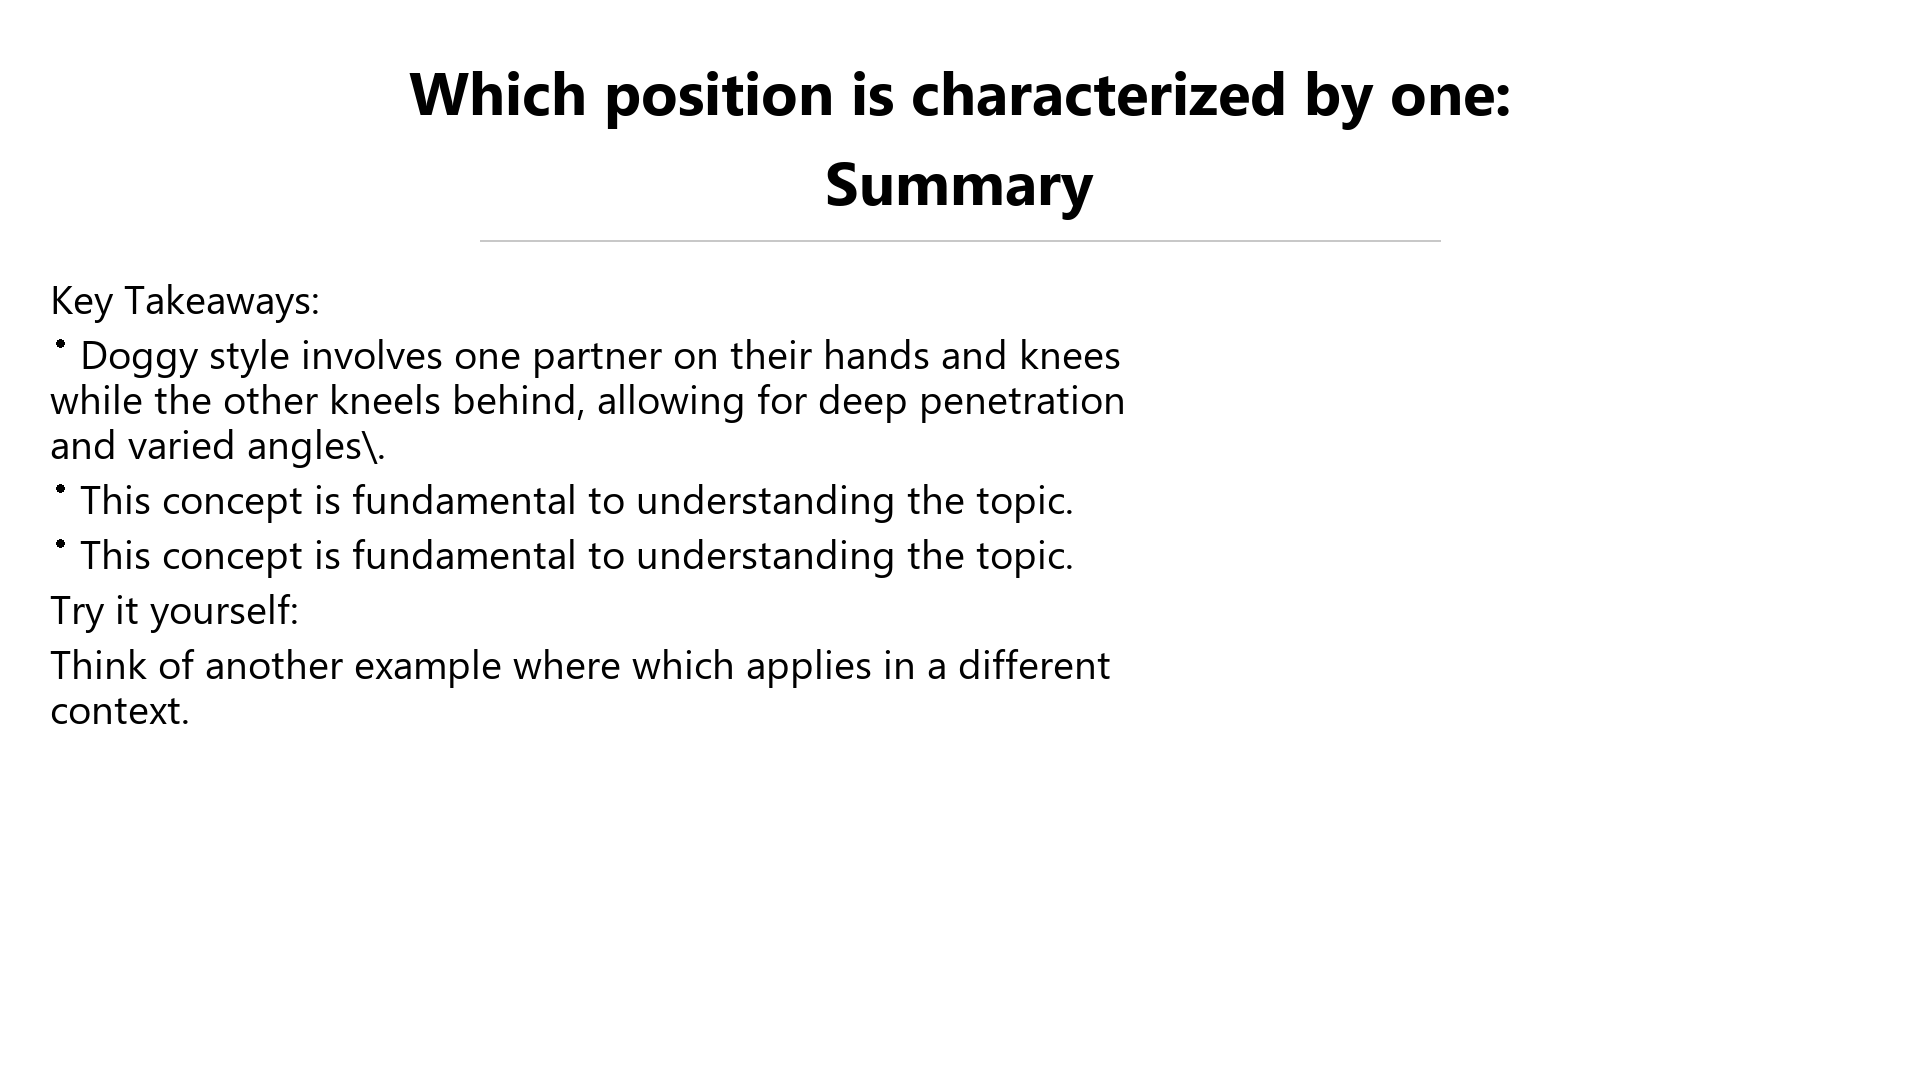 Which position is characterized by one:
Summary
Key Takeaways:
• Doggy style involves one partner on their hands and knees
while the other kneels behind, allowing for deep penetration
and varied angles\.
• This concept is fundamental to understanding the topic.
• This concept is fundamental to understanding the topic.
Try it yourself:
Think of another example where which applies in a different
context.